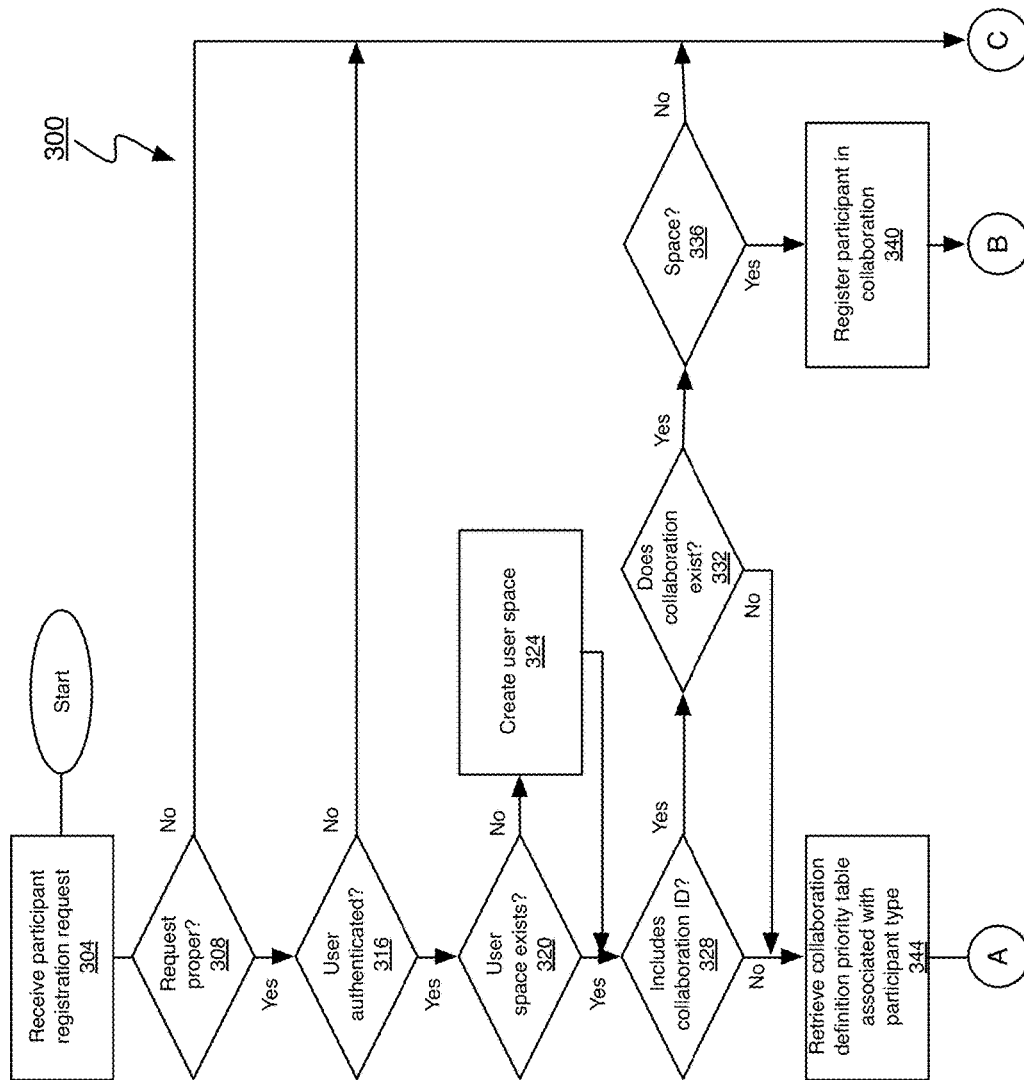 300
Start
Receive participant
registration request
304
Request
proper?
308
No
Yes
User
authenticated?
316
No
Yes
User
space exists?
320
No
Yes
Create user space
324
Includes
collaboration ID?
328
Yes
No
Does
collaboration
exist?
332
Yes
No
Space?
336
No
Yes
Register participant in
collaboration
340
Retrieve collaboration
definition priority table
associated with
participant type
344
A
B
C